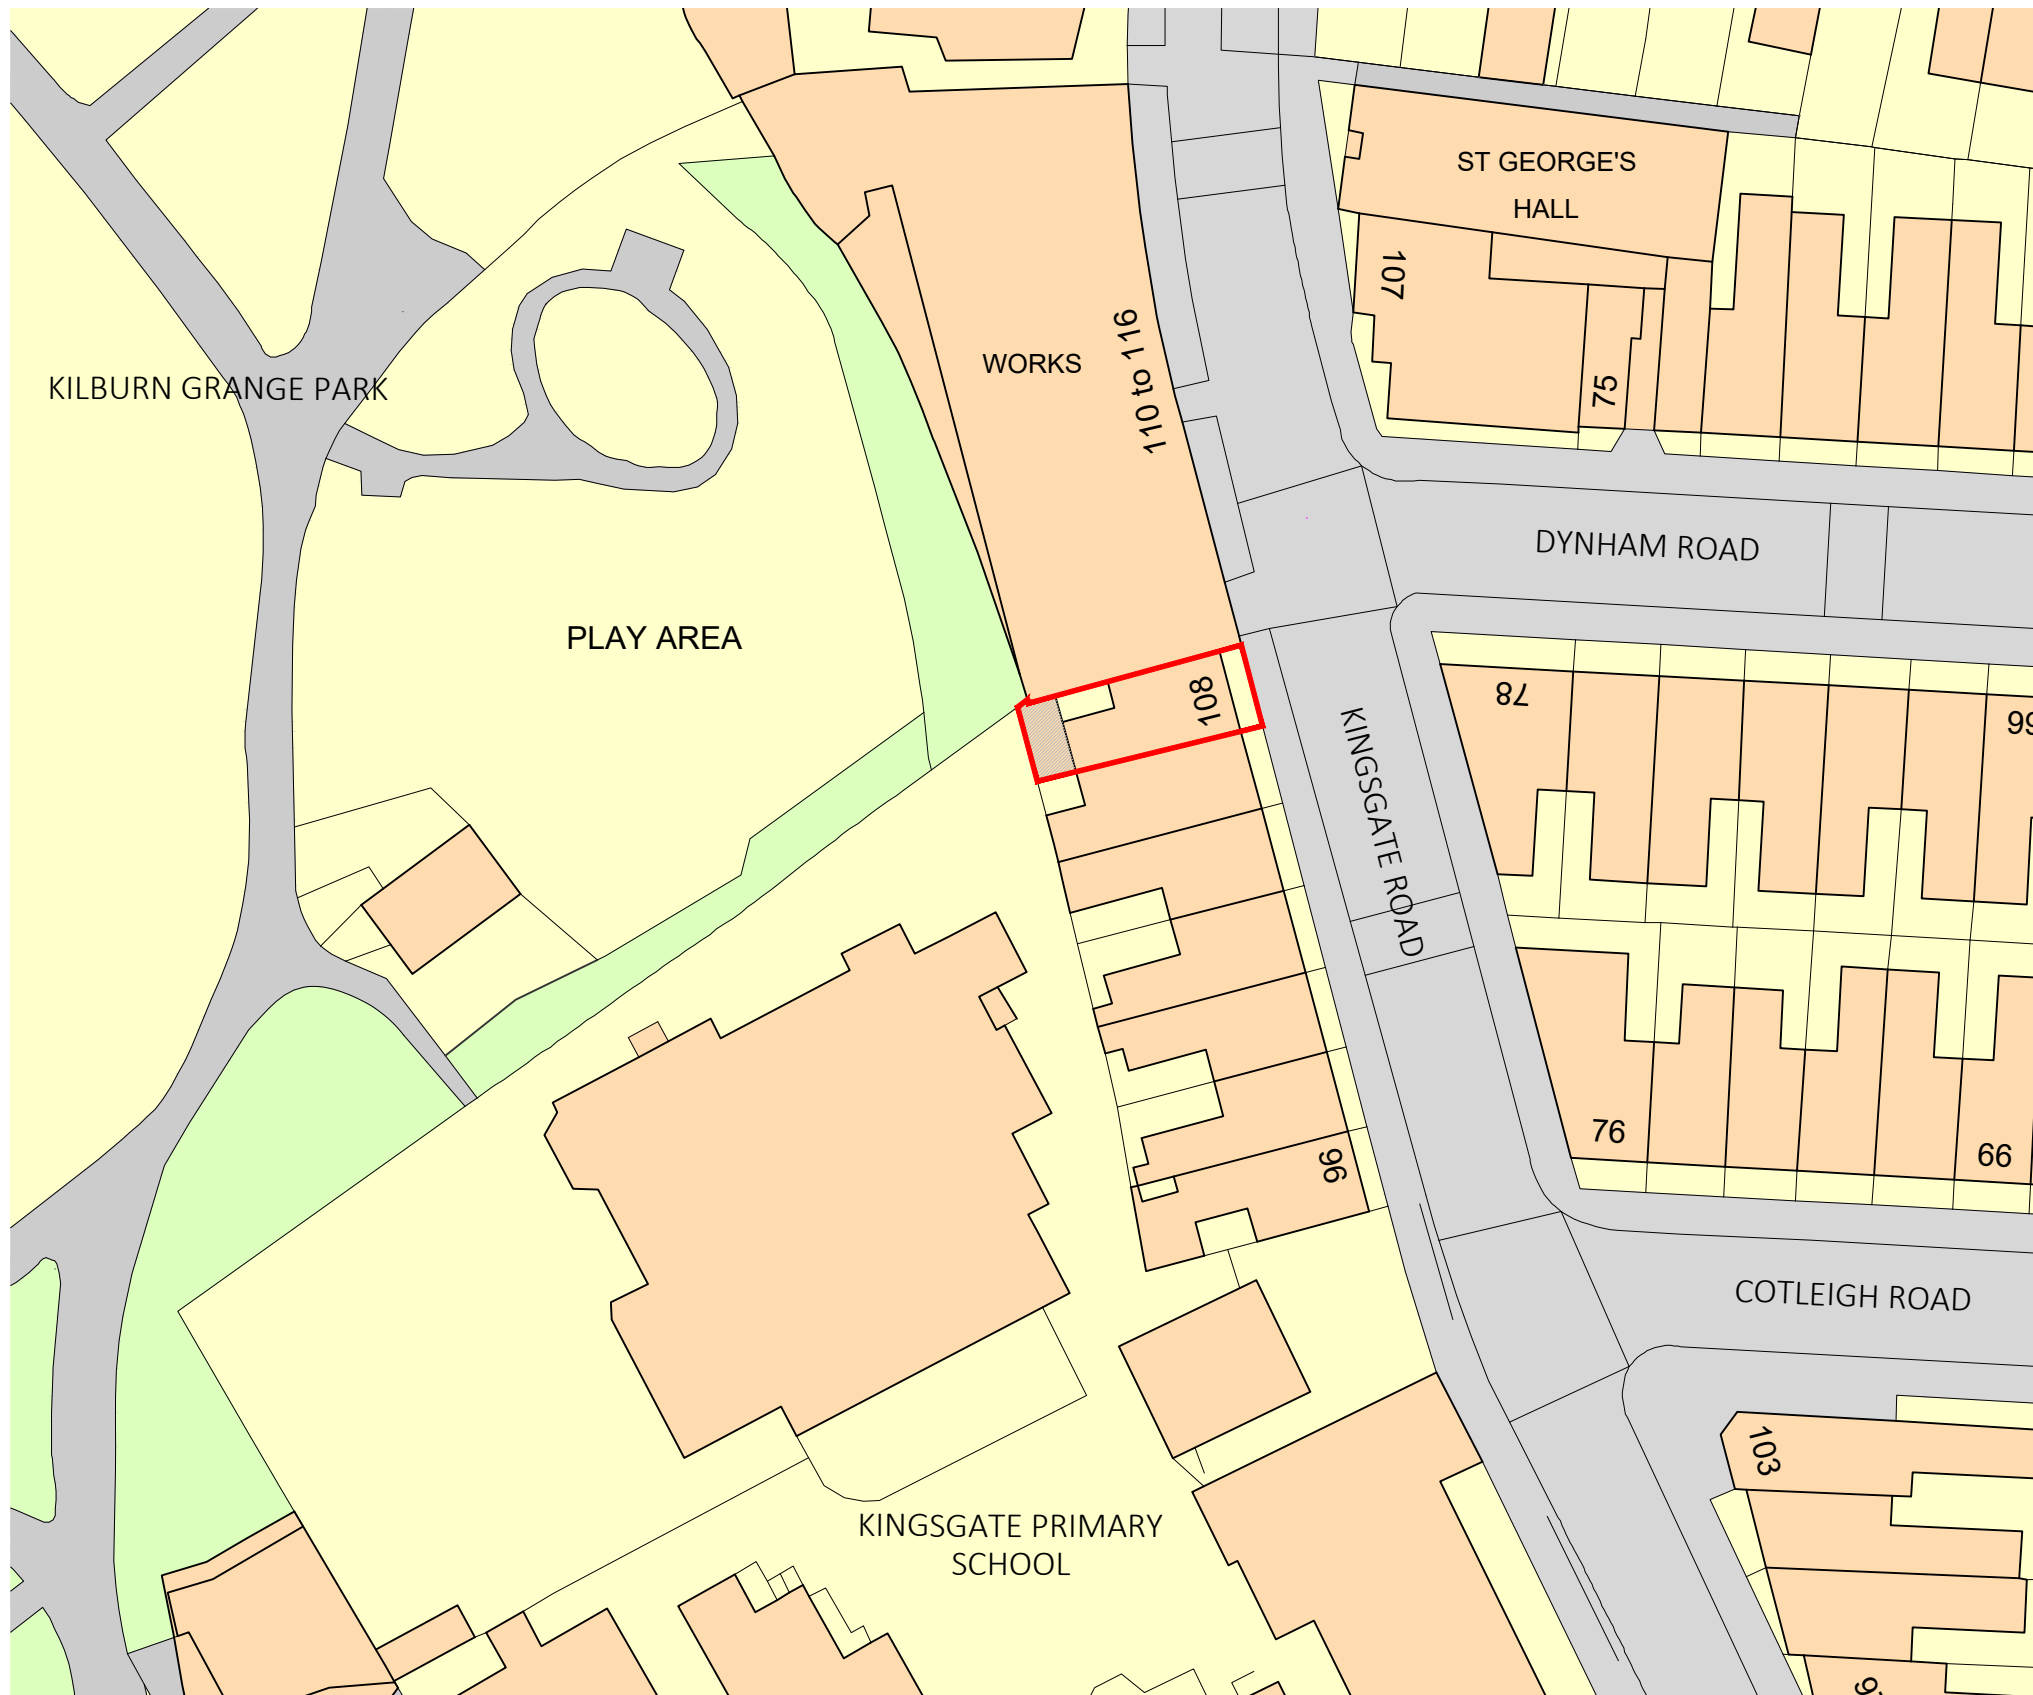 ST GEORGE'S
HALL
107
75
110 to 116
WORKS
KILBURN GRANGE PARK
DYNHAM ROAD
PLAY AREA
108
78
KINGSGATE ROAD
76
66
96
COTLEIGH ROAD
103
KINGSGATE PRIMARY
SCHOOL